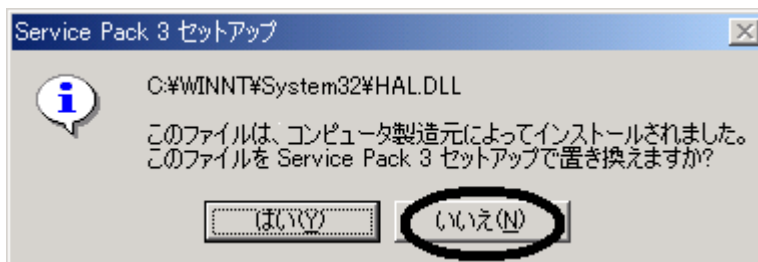 Service Pack 3 セットアップ
C:¥WINNT¥System32¥HAL.DLL
このファイルは、コンピュータ製造元によってインストールされました。
このファイルを Service Pack 3 セットアップで置き換えますか?
はい(Y) いいえ(N)